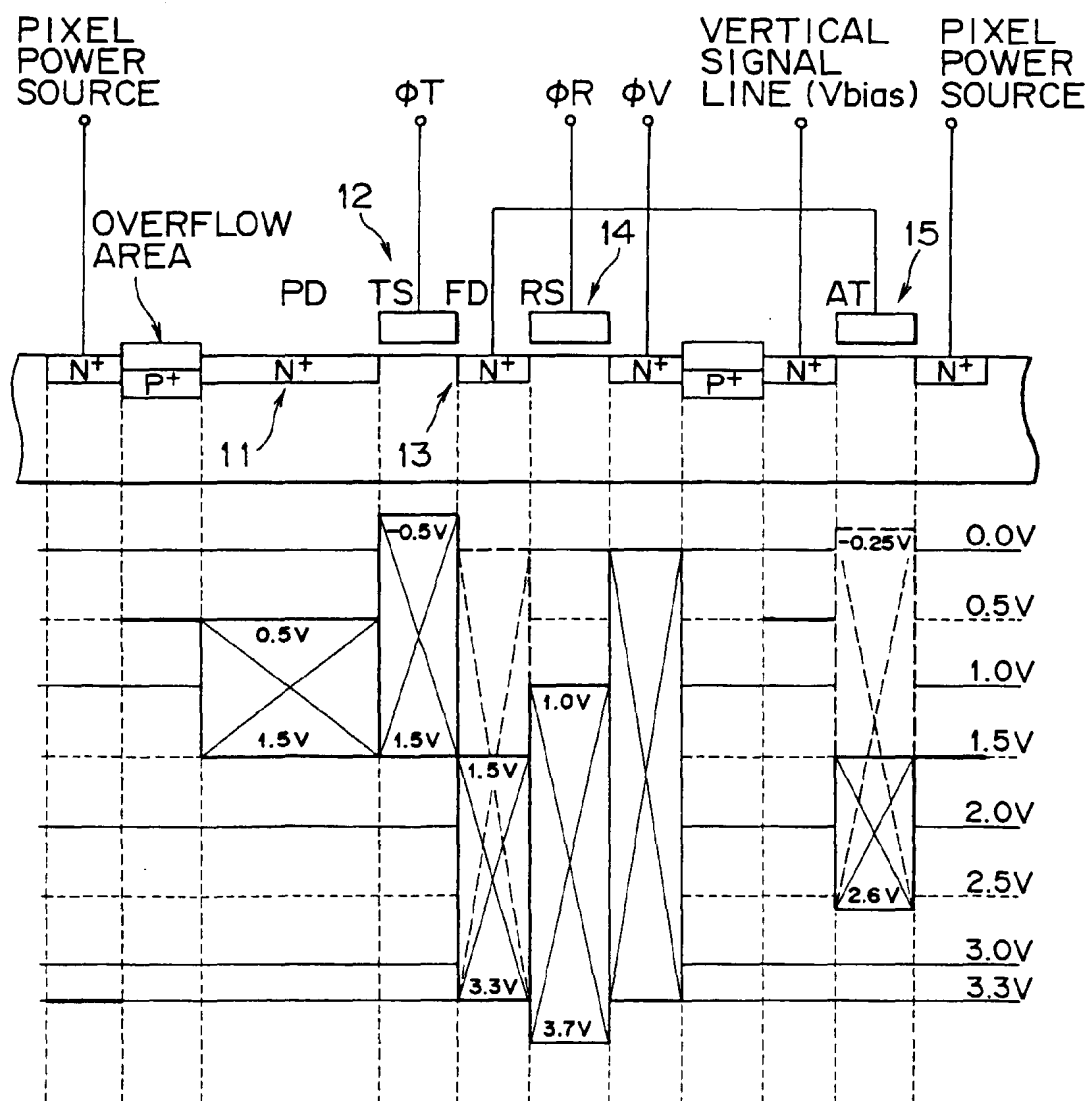 PIXEL
POWER
SOURCE
VERTICAL
SIGNAL
LINE (Vbias)
PIXEL
POWER
SOURCE
ΦT
ΦR
ΦV
OVERFLOW
AREA
12
14
15
PD
TS
FD
RS
AT
N+
P+
N+
N+
N+
P+
N+
N+
11
13
-0.5V
-0.25V
0.0V
0.5V
0.5V
1.0V
1.0V
1.5V
1.5V
1.5V
1.5V
2.0V
2.5V
2.6V
3.0V
3.3V
3.3V
3.7V